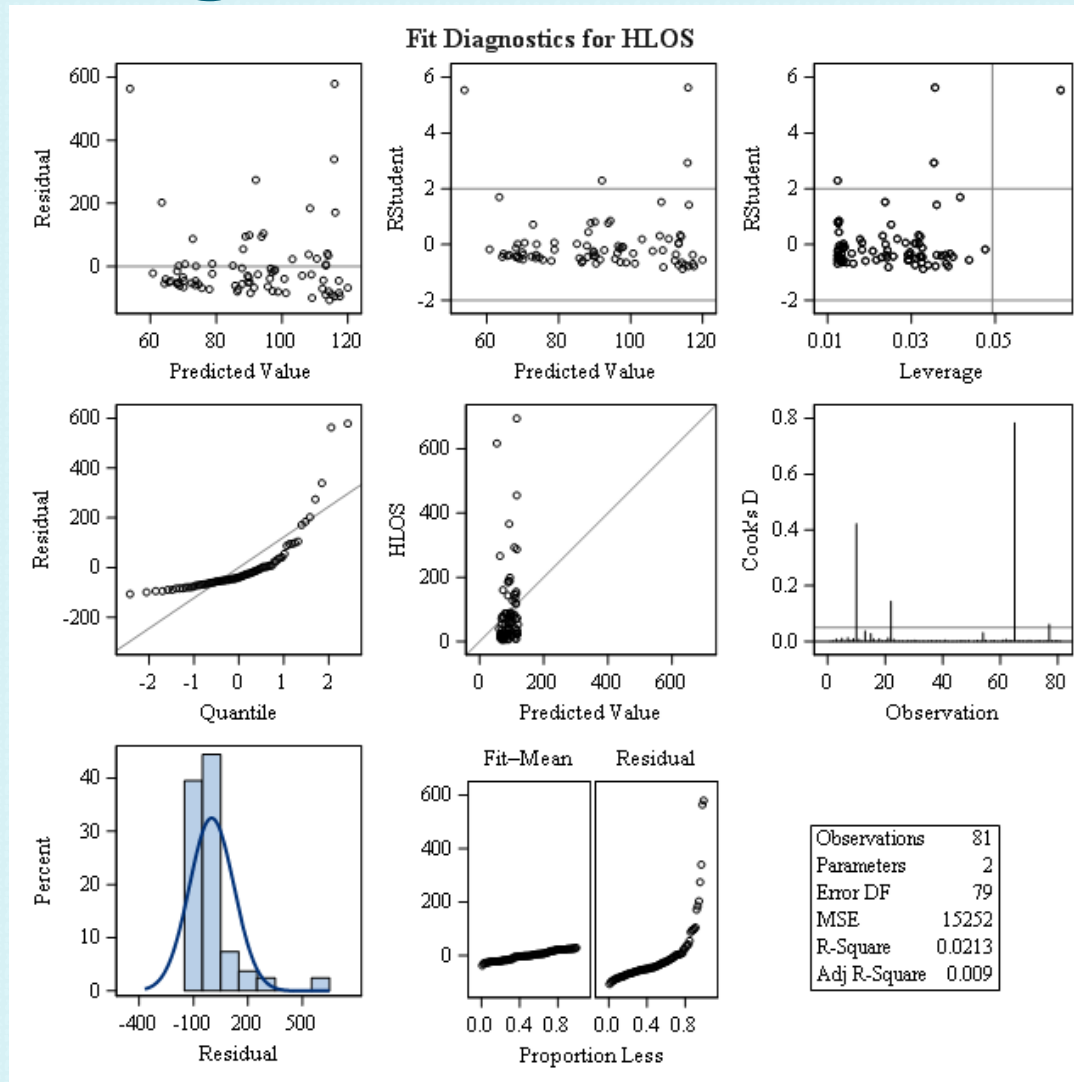 Fit Diagnostics for HLOS
600
400
200
0
Residual
60 80 100 120
Predicted Value
6
4
2
0
-2
RStudent
60 80 100 120
Predicted Value
6
4
2
0
-2
RStudent
0.01 0.03 0.05
Leverage
600
400
200
0
-200
Residual
-2 -1 0 1 2
Quantile
600
400
200
0
HLOS
0 200 400 600
Predicted Value
0.8
0.6
0.4
0.2
0.0
Cook's D
0 20 40 60 80
Observation
40
30
20
10
0
Percent
-400 -100 200 500
Residual
Fit–Mean Residual
600
400
200
0
0.0 0.4 0.8 0.0 0.4 0.8
Proportion Less
Observations 81
Parameters 2
Error DF 79
MSE 15252
R-Square 0.0213
Adj R-Square 0.009